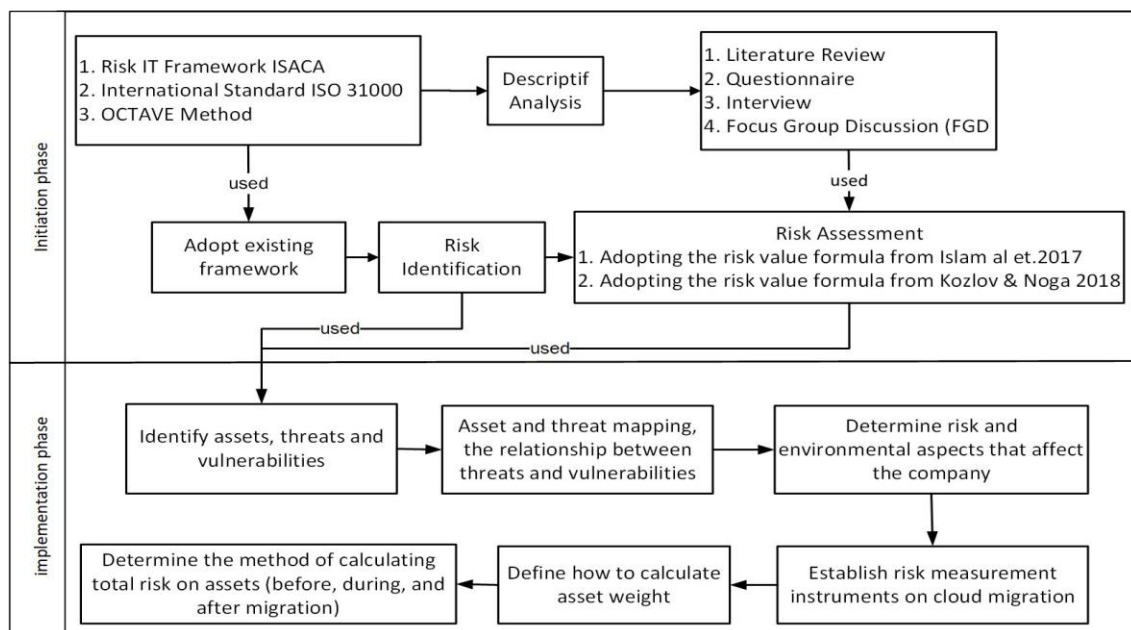 Initiation phase
1. Risk IT Framework ISACA
2. International Standard ISO 31000
3. OCTAVE Method
Descriptif
Analysis
1. Literature Review
2. Questionnaire
3. Interview
4. Focus Group Discussion (FGD
used
used
Adopt existing
framework
Risk
Identification
Risk Assessment
1. Adopting the risk value formula from Islam al et.2017
2. Adopting the risk value formula from Kozlov & Noga 2018
used
used
implementation phase
Identify assets, threats and
vulnerabilities
Asset and threat mapping,
the relationship between
threats and vulnerabilities
Determine risk and
environmental aspects that affect
the company
Establish risk measurement
instruments on cloud migration
Define how to calculate
asset weight
Determine the method of calculating
total risk on assets (before, during, and
after migration)